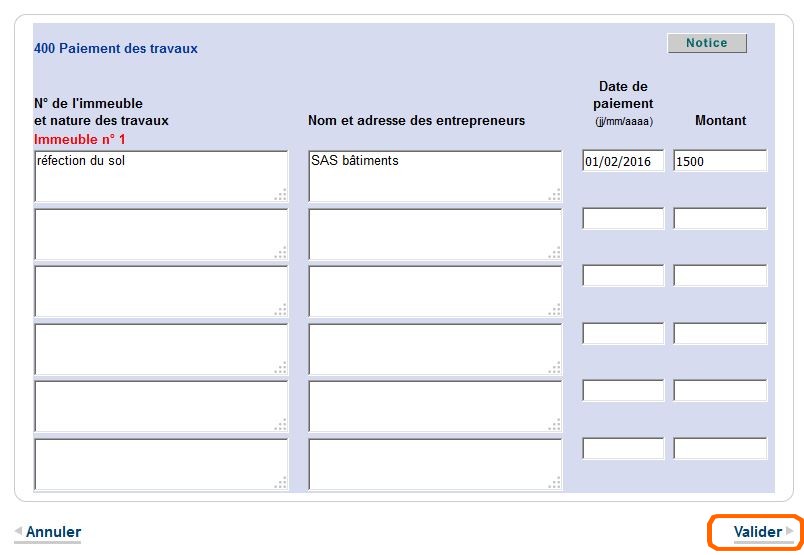 400 Paiement des travaux
Notice
N° de l'immeuble
et nature des travaux
Nom et adresse des entrepreneurs
Date de
paiement
(jj/mm/aaaa)
Montant
Immeuble n° 1
réfection du sol
SAS bâtiments
01/02/2016
1500
Annuler
Valider